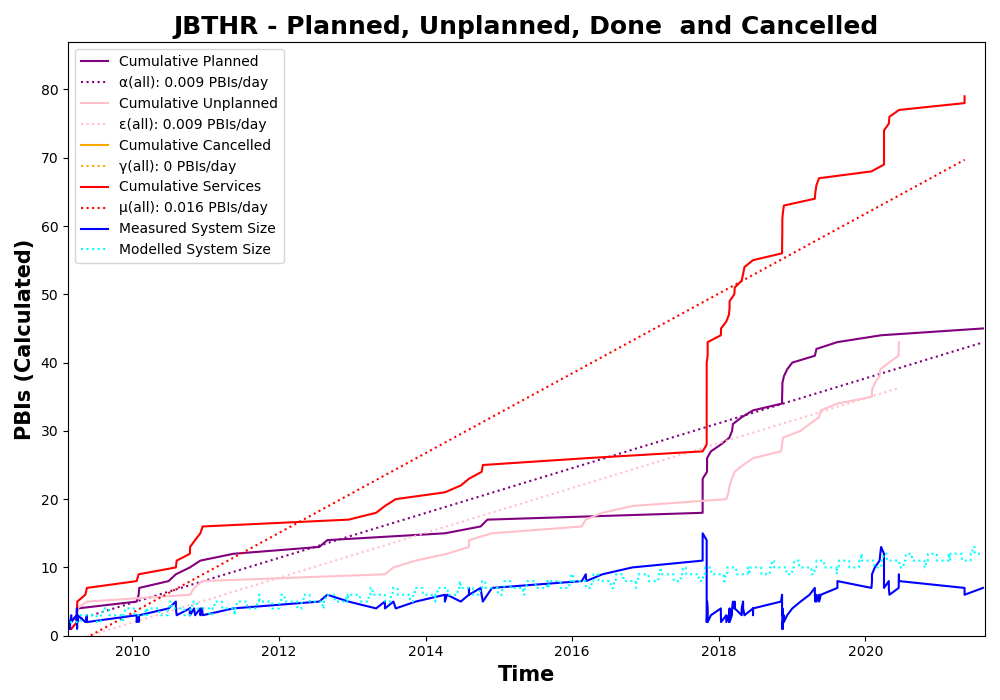 JBTHR - Planned, Unplanned, Done  and Cancelled
Cumulative Planned
α(all): 0.009 PBIs/day
Cumulative Unplanned
ε(all): 0.009 PBIs/day
Cumulative Cancelled
γ(all): 0 PBIs/day
Cumulative Services
μ(all): 0.016 PBIs/day
Measured System Size
Modelled System Size
PBIs (Calculated)
80
70
60
50
40
30
20
10
0
2010 2012 2014 2016 2018 2020
Time